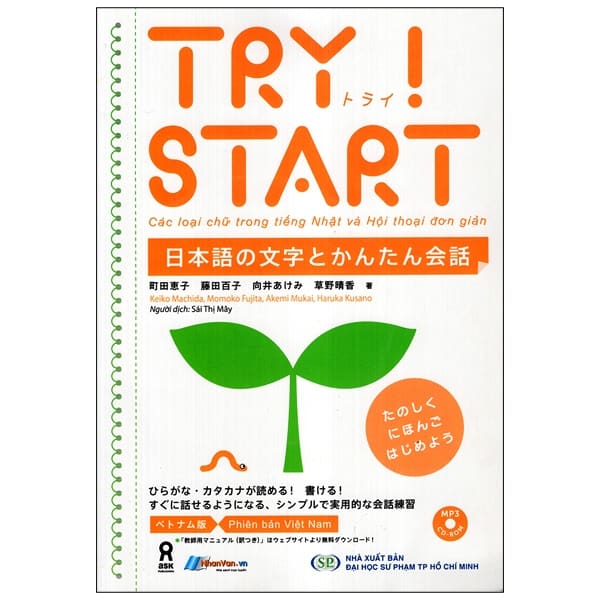 TRY!
トライ
START
Các loại chữ trong tiếng Nhật và Hội thoại đơn giản
日本語の文字とかんたん会話
町田恵子 藤田百子 向井あけみ 草野晴香 著
Keiko Machida, Momoko Fujita, Akemi Mukai, Haruka Kusano
Người dịch: Sái Thị Mây
たのしく
にほんご
はじめよう
ひらがな・カタカナが読める! 書ける!
すぐに話せるようになる、シンプルで実用的な会話練習
ベトナム版 Phiên bản Việt Nam
MP3
CD-ROM
*「教師用マニュアル(訳つき)」はウェブサイトより無料ダウンロード!
ask
PUBLISHING
NhanVan.vn
SP
NHÀ XUẤT BẢN
ĐẠI HỌC SƯ PHẠM TP HỒ CHÍ MINH